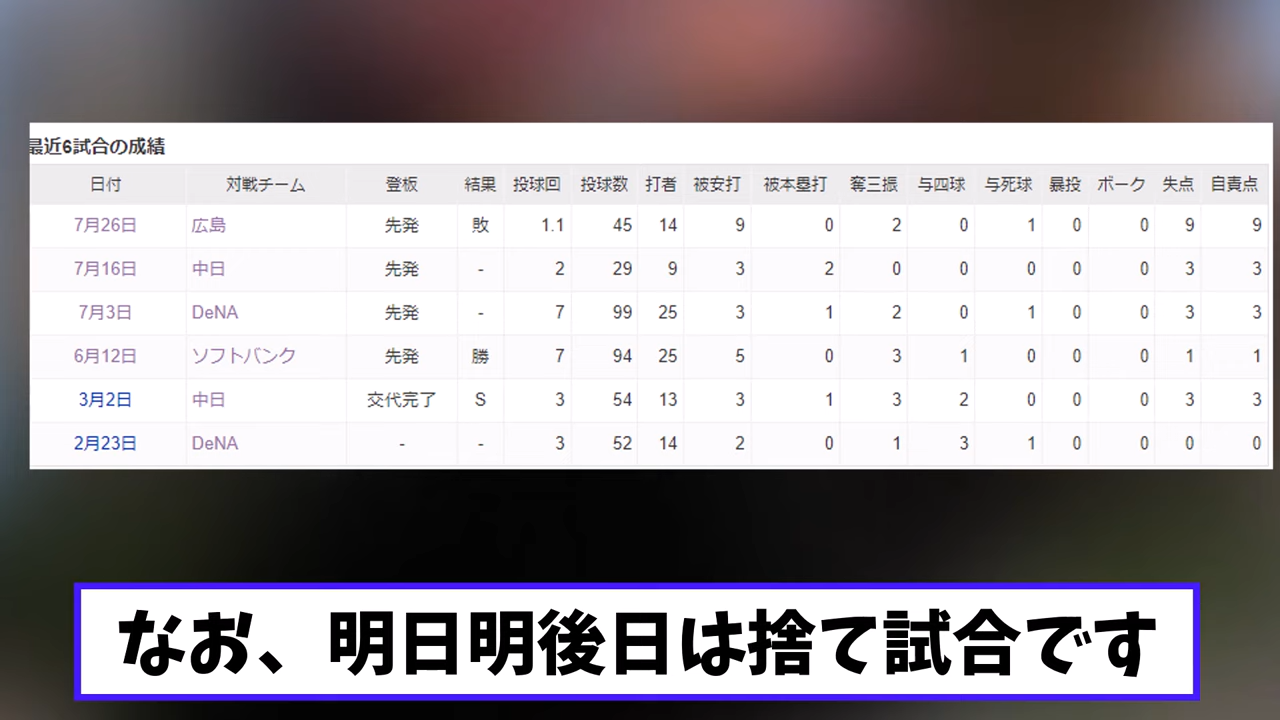 最近6試合の成績
日付 対戦チーム 登板 結果 投球回 投球数 打者 被安打 被本塁打 奪三振 与四球 与死球 暴投 ボーク 失点 自責点
7月26日 広島 先発 敗 1.1 45 14 9 0 2 0 1 0 0 9 9
7月16日 中日 先発 - 2 29 9 3 2 0 0 0 0 0 3 3
7月3日 DeNA 先発 - 7 99 25 3 1 2 0 1 0 0 3 3
6月12日 ソフトバンク 先発 勝 7 94 25 5 0 3 1 0 0 0 1 1
3月2日 中日 交代完了 S 3 54 13 3 1 3 2 0 0 0 3 3
2月23日 DeNA - - 3 52 14 2 0 1 3 1 0 0 0 0
なお、明日明後日は捨て試合です